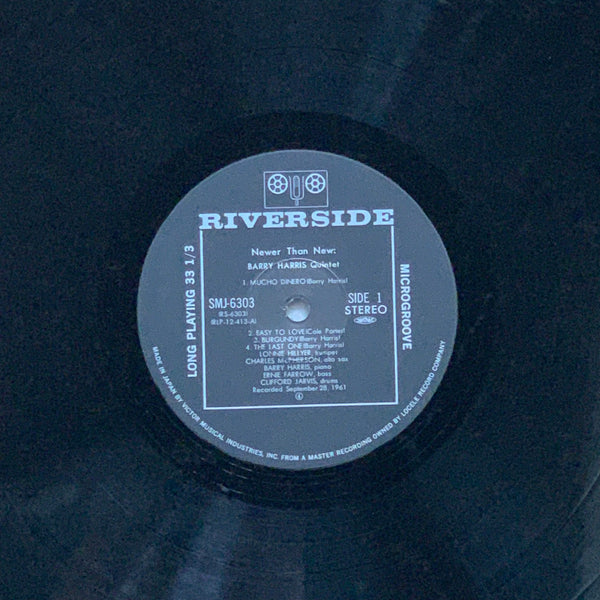 RIVERSIDE
Newer Than New:
BARRY HARRIS Quintet
1. MUCHO DINERO (Barry Harris)
SMJ-6303
(RS-6303)
(RLP-12-413-A)
SIDE 1
STEREO
2. EASY TO LOVE (Cole Porter)
3. BURGUNDY (Barry Harris)
4. THE LAST ONE (Barry Harris)
LONNIE HILLYER, trumpet
CHARLES McPHERSON, alto sax
BARRY HARRIS, piano
ERNIE FARROW, bass
CLIFFORD JARVIS, drums
Recorded September 28, 1961
LONG PLAYING 33 1/3
MICROGROOVE
MADE IN JAPAN BY VICTOR MUSICAL INDUSTRIES, INC. FROM A MASTER RECORDING OWNED BY LOCELE RECORD COMPANY